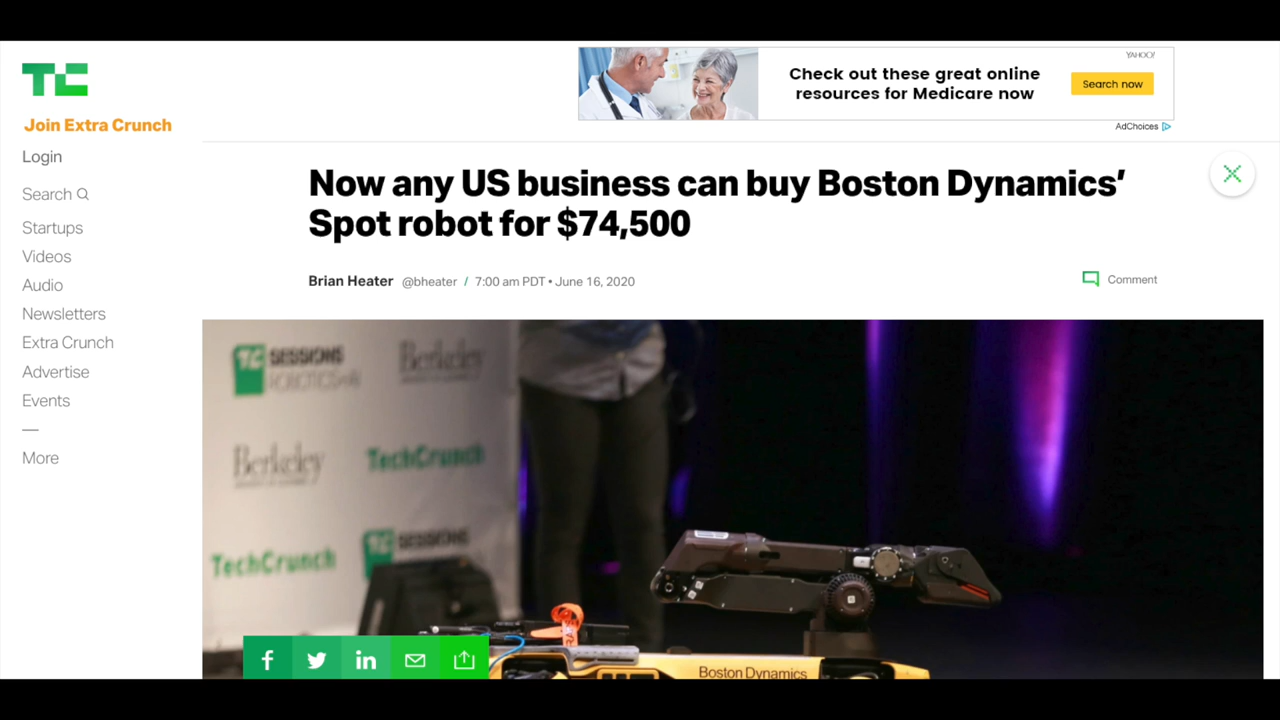 TC
Join Extra Crunch
Login
Search
Startups
Videos
Audio
Newsletters
Extra Crunch
Advertise
Events
—
More
YAHOO!
Check out these great online
resources for Medicare now
Search now
AdChoices
Now any US business can buy Boston Dynamics’
Spot robot for $74,500
Brian Heater @bheater / 7:00 am PDT • June 16, 2020
Comment
TC SESSIONS
Berkeley
Berkeley
TechCrunch
TC SESSIONS
TechCrunch
Boston Dynamics